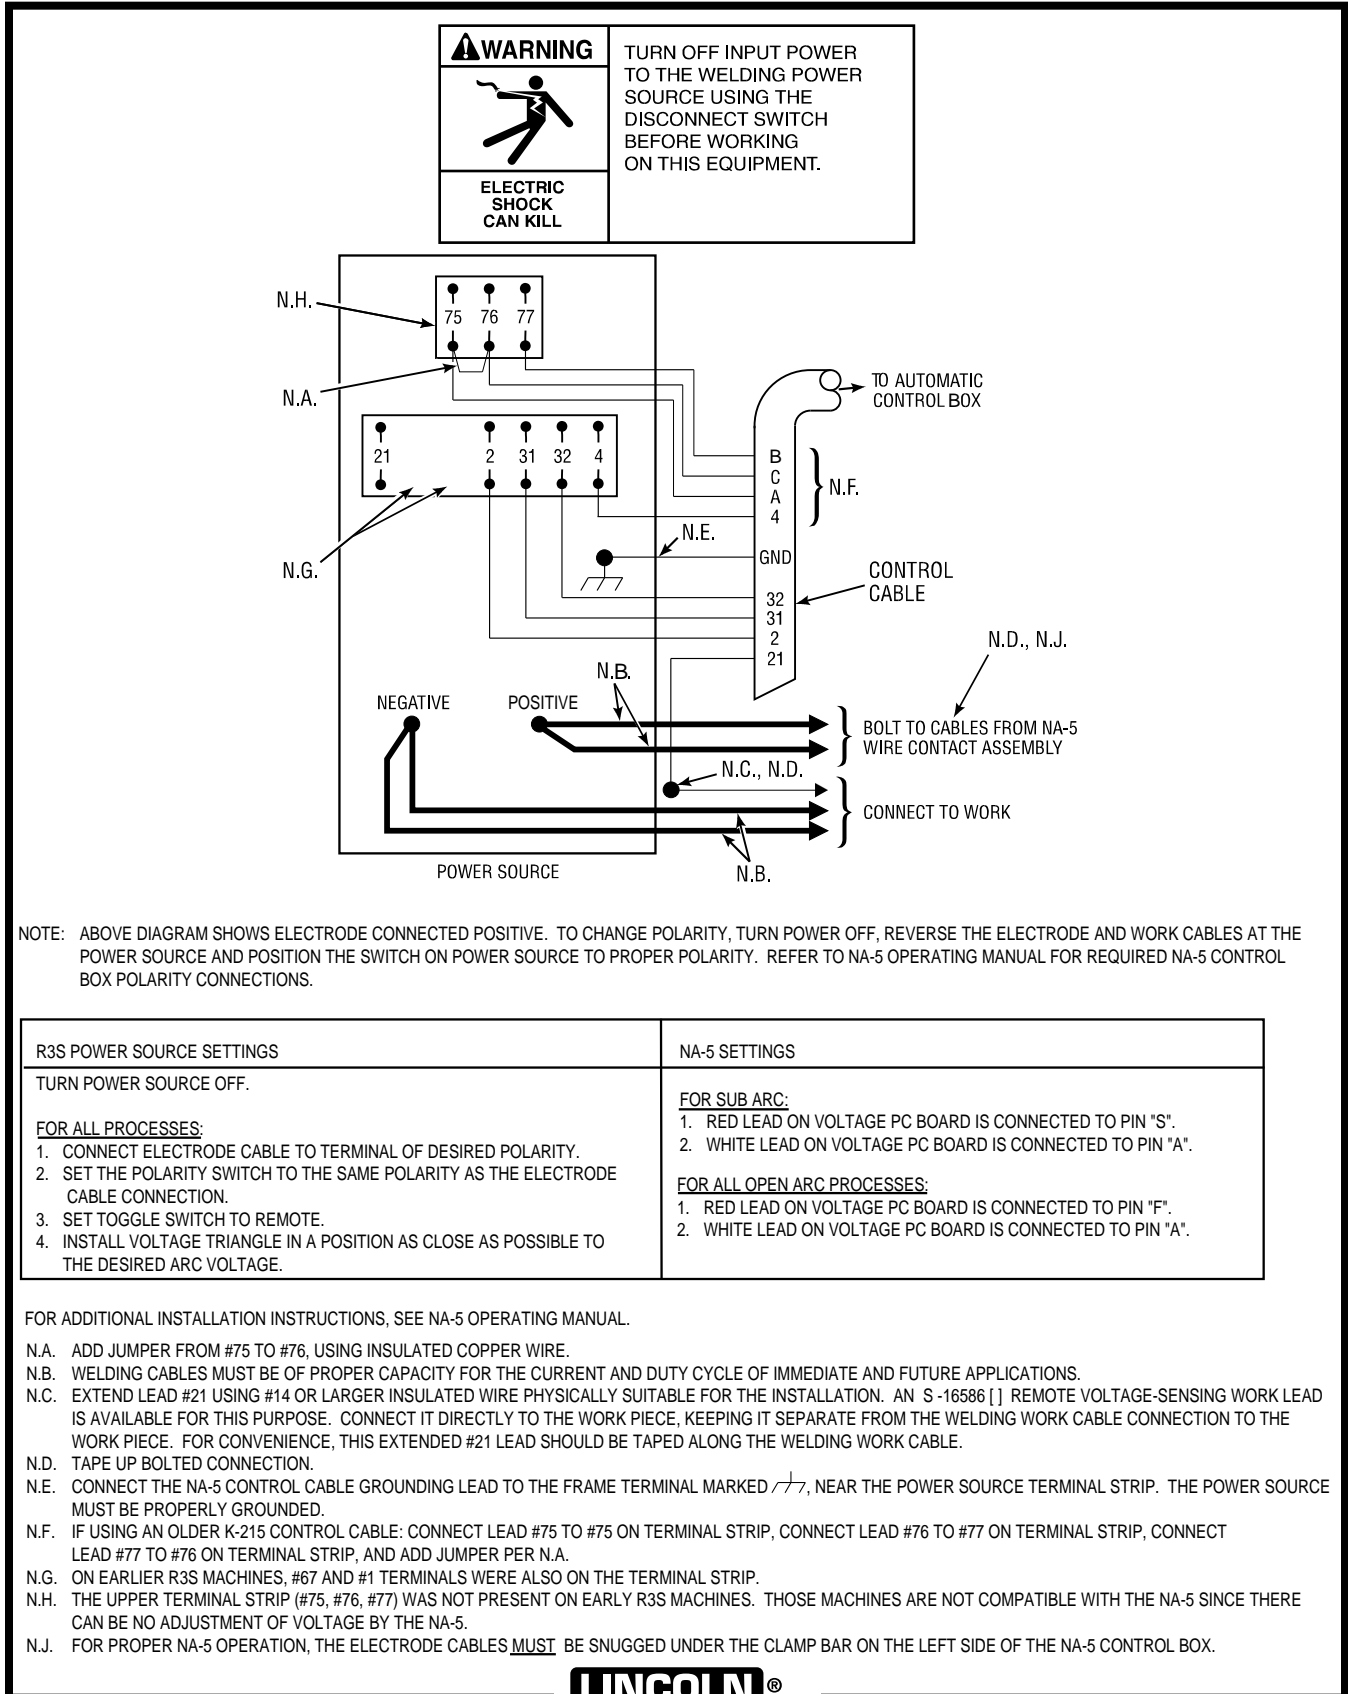 WARNING
ELECTRIC
SHOCK
CAN KILL
TURN OFF INPUT POWER
TO THE WELDING POWER
SOURCE USING THE
DISCONNECT SWITCH
BEFORE WORKING
ON THIS EQUIPMENT.
N.H.
75 76 77
N.A.
TO AUTOMATIC
CONTROL BOX
21 2 31 32 4
B
C
A
4
N.F.
N.E.
N.G.
GND
CONTROL
CABLE
32
31
2
21
N.D., N.J.
N.B.
NEGATIVE
POSITIVE
BOLT TO CABLES FROM NA-5
WIRE CONTACT ASSEMBLY
N.C., N.D.
CONNECT TO WORK
POWER SOURCE
N.B.
NOTE: ABOVE DIAGRAM SHOWS ELECTRODE CONNECTED POSITIVE. TO CHANGE POLARITY, TURN POWER OFF, REVERSE THE ELECTRODE AND WORK CABLES AT THE
POWER SOURCE AND POSITION THE SWITCH ON POWER SOURCE TO PROPER POLARITY. REFER TO NA-5 OPERATING MANUAL FOR REQUIRED NA-5 CONTROL
BOX POLARITY CONNECTIONS.
R3S POWER SOURCE SETTINGS
TURN POWER SOURCE OFF.
FOR ALL PROCESSES:
1. CONNECT ELECTRODE CABLE TO TERMINAL OF DESIRED POLARITY.
2. SET THE POLARITY SWITCH TO THE SAME POLARITY AS THE ELECTRODE
CABLE CONNECTION.
3. SET TOGGLE SWITCH TO REMOTE.
4. INSTALL VOLTAGE TRIANGLE IN A POSITION AS CLOSE AS POSSIBLE TO
THE DESIRED ARC VOLTAGE.
NA-5 SETTINGS
FOR SUB ARC:
1. RED LEAD ON VOLTAGE PC BOARD IS CONNECTED TO PIN "S".
2. WHITE LEAD ON VOLTAGE PC BOARD IS CONNECTED TO PIN "A".
FOR ALL OPEN ARC PROCESSES:
1. RED LEAD ON VOLTAGE PC BOARD IS CONNECTED TO PIN "F".
2. WHITE LEAD ON VOLTAGE PC BOARD IS CONNECTED TO PIN "A".
FOR ADDITIONAL INSTALLATION INSTRUCTIONS, SEE NA-5 OPERATING MANUAL.
N.A. ADD JUMPER FROM #75 TO #76, USING INSULATED COPPER WIRE.
N.B. WELDING CABLES MUST BE OF PROPER CAPACITY FOR THE CURRENT AND DUTY CYCLE OF IMMEDIATE AND FUTURE APPLICATIONS.
N.C. EXTEND LEAD #21 USING #14 OR LARGER INSULATED WIRE PHYSICALLY SUITABLE FOR THE INSTALLATION. AN S -16586 [ ] REMOTE VOLTAGE-SENSING WORK LEAD
IS AVAILABLE FOR THIS PURPOSE. CONNECT IT DIRECTLY TO THE WORK PIECE, KEEPING IT SEPARATE FROM THE WELDING WORK CABLE CONNECTION TO THE
WORK PIECE. FOR CONVENIENCE, THIS EXTENDED #21 LEAD SHOULD BE TAPED ALONG THE WELDING WORK CABLE.
N.D. TAPE UP BOLTED CONNECTION.
N.E. CONNECT THE NA-5 CONTROL CABLE GROUNDING LEAD TO THE FRAME TERMINAL MARKED , NEAR THE POWER SOURCE TERMINAL STRIP. THE POWER SOURCE
MUST BE PROPERLY GROUNDED.
N.F. IF USING AN OLDER K-215 CONTROL CABLE: CONNECT LEAD #75 TO #75 ON TERMINAL STRIP, CONNECT LEAD #76 TO #77 ON TERMINAL STRIP, CONNECT
LEAD #77 TO #76 ON TERMINAL STRIP, AND ADD JUMPER PER N.A.
N.G. ON EARLIER R3S MACHINES, #67 AND #1 TERMINALS WERE ALSO ON THE TERMINAL STRIP.
N.H. THE UPPER TERMINAL STRIP (#75, #76, #77) WAS NOT PRESENT ON EARLY R3S MACHINES. THOSE MACHINES ARE NOT COMPATIBLE WITH THE NA-5 SINCE THERE
CAN BE NO ADJUSTMENT OF VOLTAGE BY THE NA-5.
N.J. FOR PROPER NA-5 OPERATION, THE ELECTRODE CABLES MUST BE SNUGGED UNDER THE CLAMP BAR ON THE LEFT SIDE OF THE NA-5 CONTROL BOX.
LINCOLN®